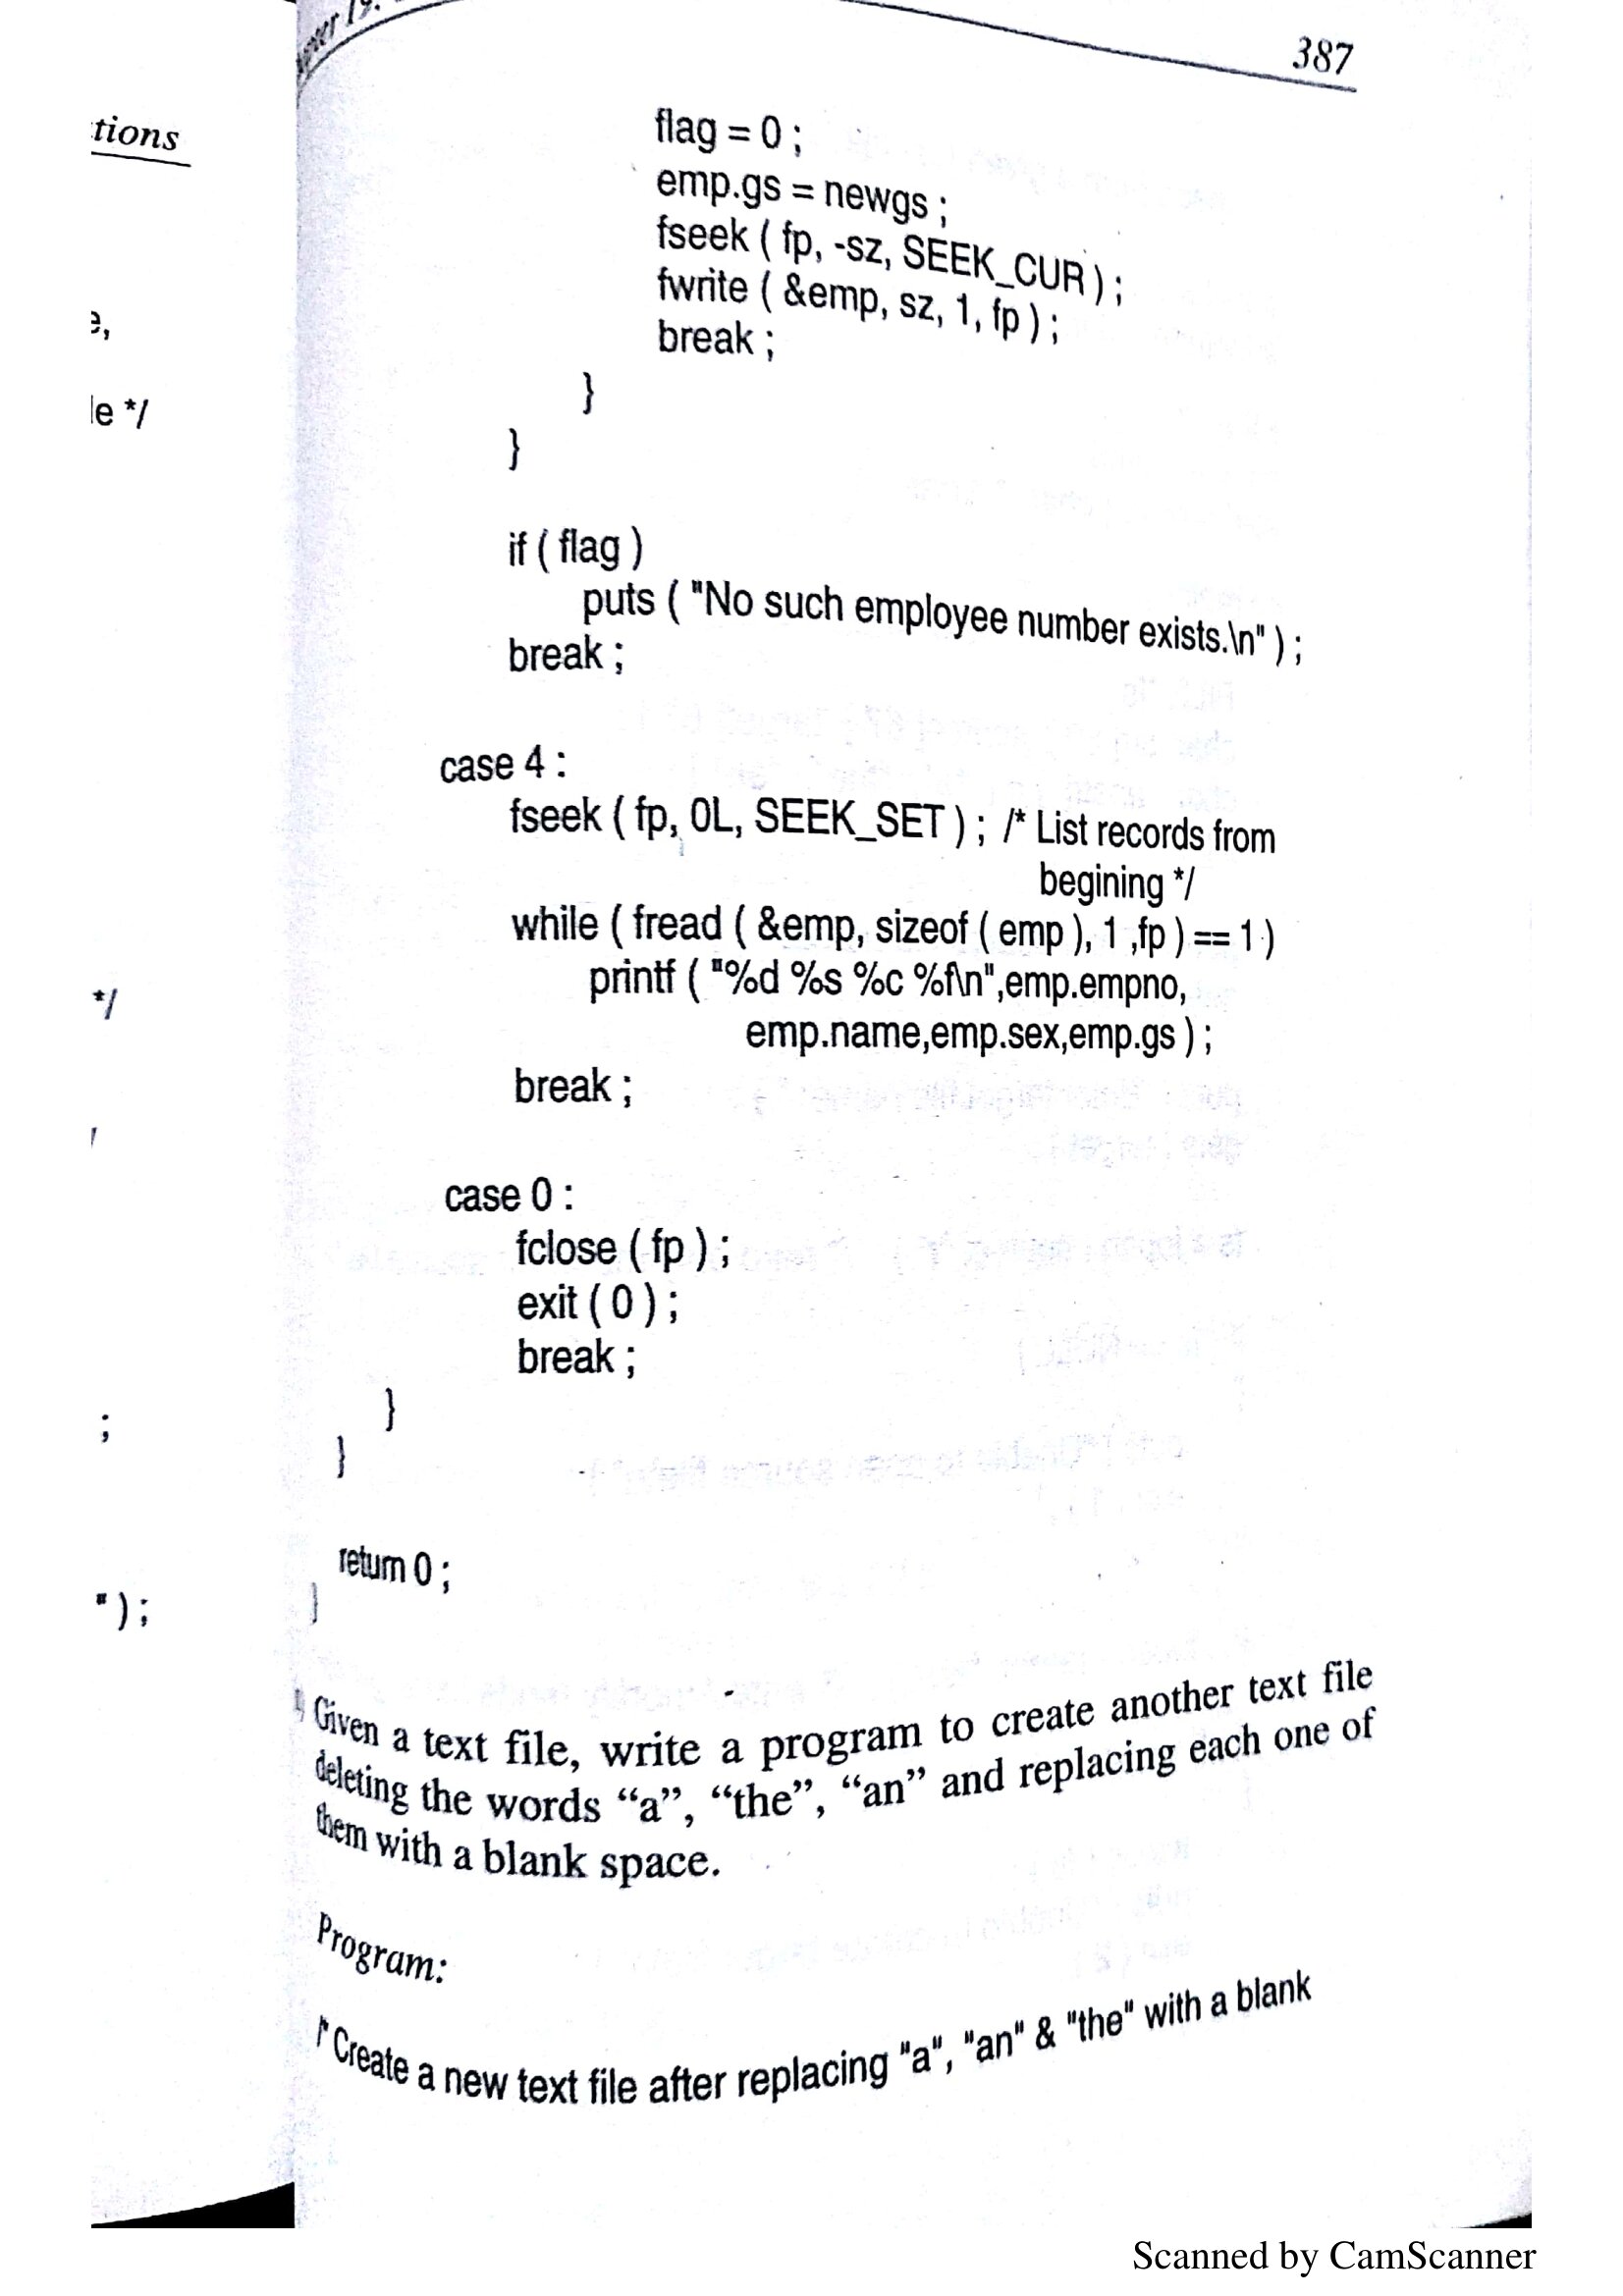 387
tions
e,
le */
*/
;
" ) ;
flag = 0 ;
emp.gs = newgs ;
fseek ( fp, -sz, SEEK_CUR ) ;
fwrite ( &emp, sz, 1, fp ) ;
break ;
}
}
if ( flag )
puts ( "No such employee number exists.\n" ) ;
break ;
case 4 :
fseek ( fp, 0L, SEEK_SET ) ; /* List records from
begining */
while ( fread ( &emp, sizeof ( emp ), 1 ,fp ) == 1 )
printf ( "%d %s %c %f\n",emp.empno,
emp.name,emp.sex,emp.gs ) ;
break ;
case 0 :
fclose ( fp ) ;
exit ( 0 ) ;
break ;
}
}
return 0 ;
}
Given a text file, write a program to create another text file
deleting the words “a”, “the”, “an” and replacing each one of
them with a blank space.
Program:
/* Create a new text file after replacing "a", "an" & "the" with a blank
Scanned by CamScanner